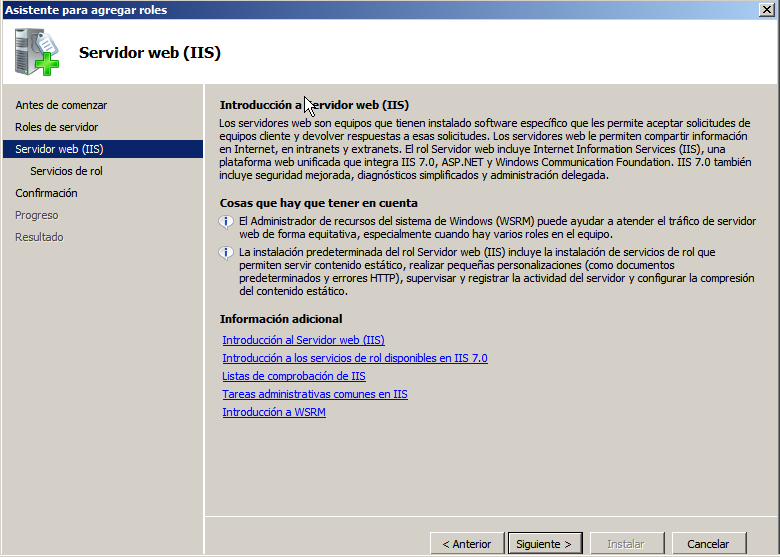 Asistente para agregar roles
Servidor web (IIS)
Antes de comenzar
Roles de servidor
Servidor web (IIS)
Servicios de rol
Confirmación
Progreso
Resultado
Introducción a Servidor web (IIS)
Los servidores web son equipos que tienen instalado software específico que les permite aceptar solicitudes de
equipos cliente y devolver respuestas a esas solicitudes. Los servidores web le permiten compartir información
en Internet, en intranets y extranets. El rol Servidor web incluye Internet Information Services (IIS), una
plataforma web unificada que integra IIS 7.0, ASP.NET y Windows Communication Foundation. IIS 7.0 también
incluye seguridad mejorada, diagnósticos simplificados y administración delegada.
Cosas que hay que tener en cuenta
El Administrador de recursos del sistema de Windows (WSRM) puede ayudar a atender el tráfico de servidor
web de forma equitativa, especialmente cuando hay varios roles en el equipo.
La instalación predeterminada del rol Servidor web (IIS) incluye la instalación de servicios de rol que
permiten servir contenido estático, realizar pequeñas personalizaciones (como documentos
predeterminados y errores HTTP), supervisar y registrar la actividad del servidor y configurar la compresión
del contenido estático.
Información adicional
Introducción al Servidor web (IIS)
Introducción a los servicios de rol disponibles en IIS 7.0
Listas de comprobación de IIS
Tareas administrativas comunes en IIS
Introducción a WSRM
< Anterior
Siguiente >
Instalar
Cancelar